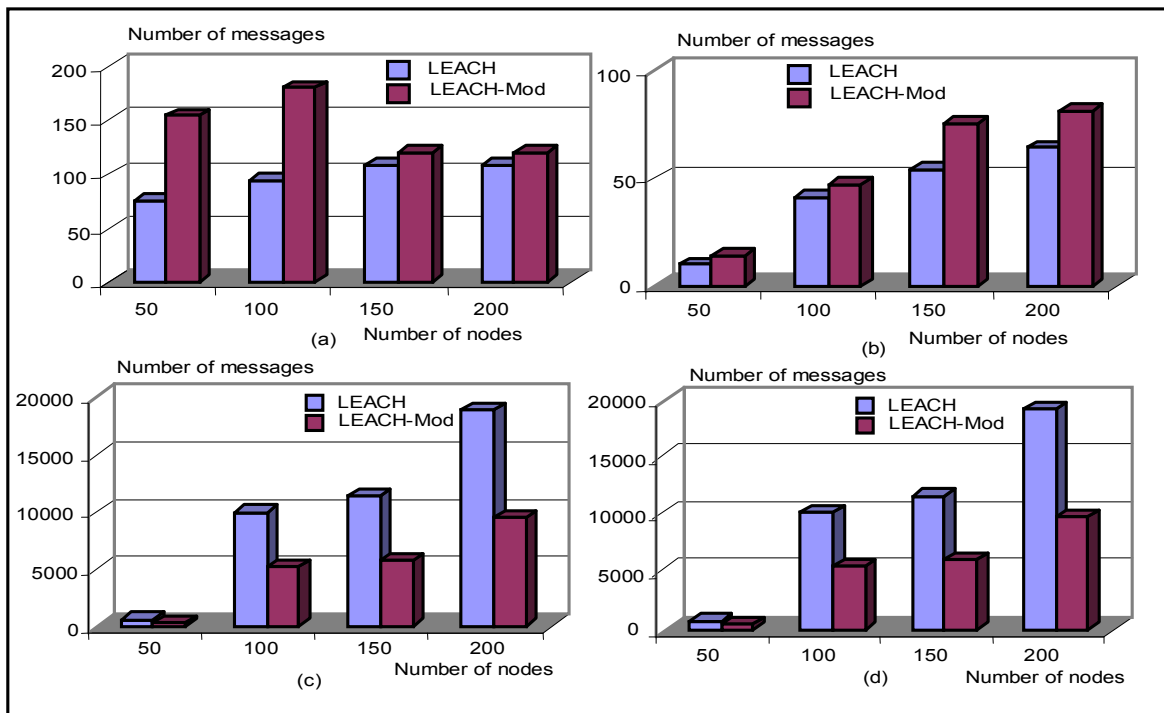 Number of messages
LEACH
LEACH-Mod
200
150
100
50
0
50 100 150 200
(a)
Number of nodes
Number of messages
LEACH
LEACH-Mod
100
50
0
50 100 150 200
Number of nodes
(b)
Number of messages
LEACH
LEACH-Mod
20000
15000
10000
5000
0
50 100 150 200
Number of nodes
(c)
Number of messages
LEACH
LEACH-Mod
20000
15000
10000
5000
0
50 100 150 200
Number of nodes
(d)